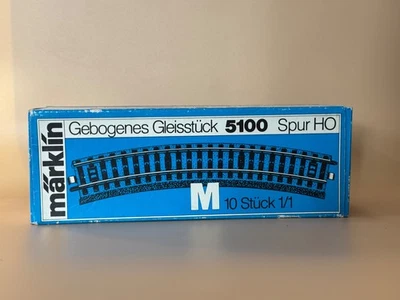 märklin
Gebogenes Gleisstück 5100 Spur HO
M 10 Stück 1/1